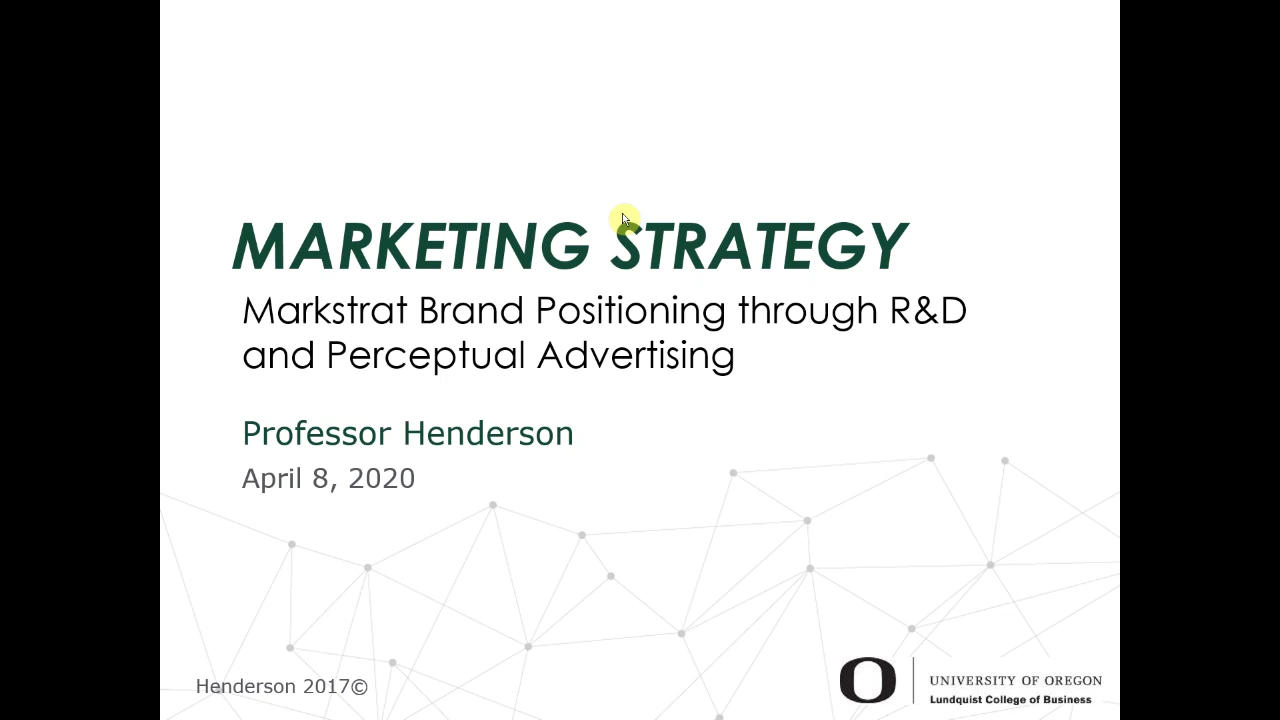 MARKETING STRATEGY
Markstrat Brand Positioning through R&D
and Perceptual Advertising
Professor Henderson
April 8, 2020
Henderson 2017©
O
UNIVERSITY OF OREGON
Lundquist College of Business